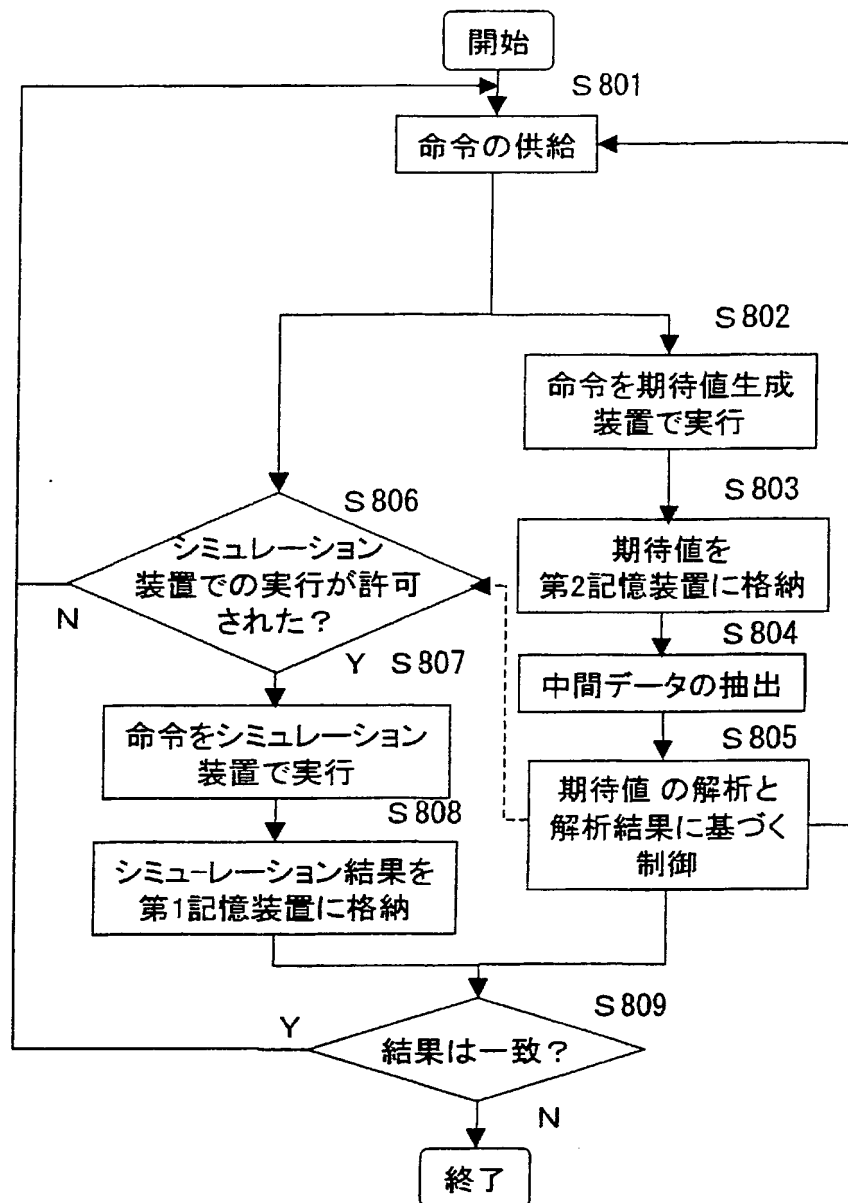 開始
S801
命令の供給
S802
命令を期待値生成
装置で実行
S803
期待値を
第2記憶装置に格納
S804
中間データの抽出
S805
期待値 の解析と
解析結果に基づく
制御
S806
シミュレーション
装置での実行が許可
された?
N
Y
S807
命令をシミュレーション
装置で実行
S808
シミュ-レーション結果を
第1記憶装置に格納
S809
Y
結果は一致?
N
終了